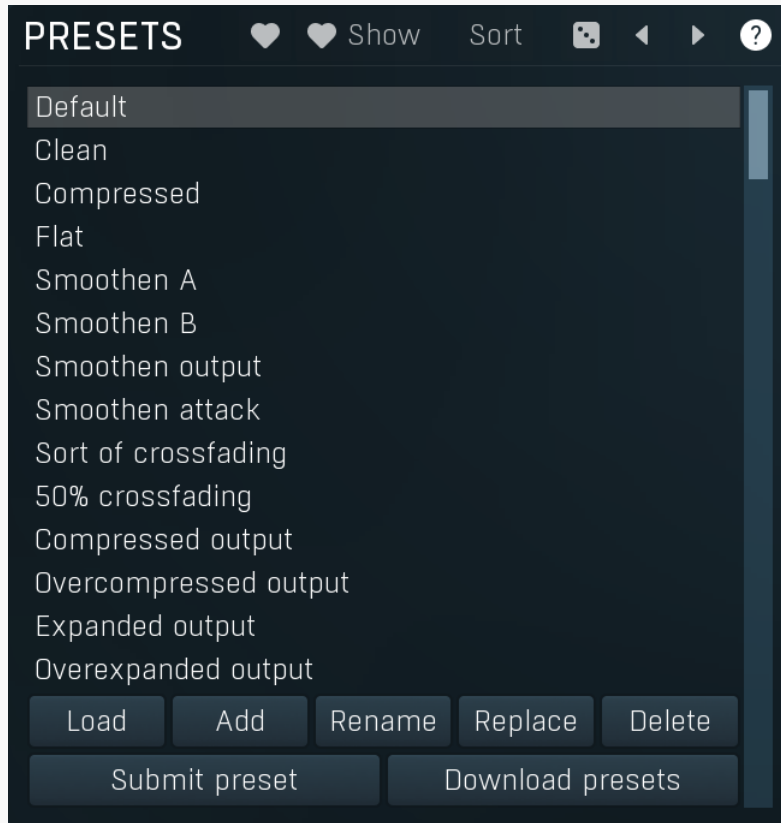 PRESETS Show Sort ?
Default
Clean
Compressed
Flat
Smoothen A
Smoothen B
Smoothen output
Smoothen attack
Sort of crossfading
50% crossfading
Compressed output
Overcompressed output
Expanded output
Overexpanded output
Load Add Rename Replace Delete
Submit preset Download presets